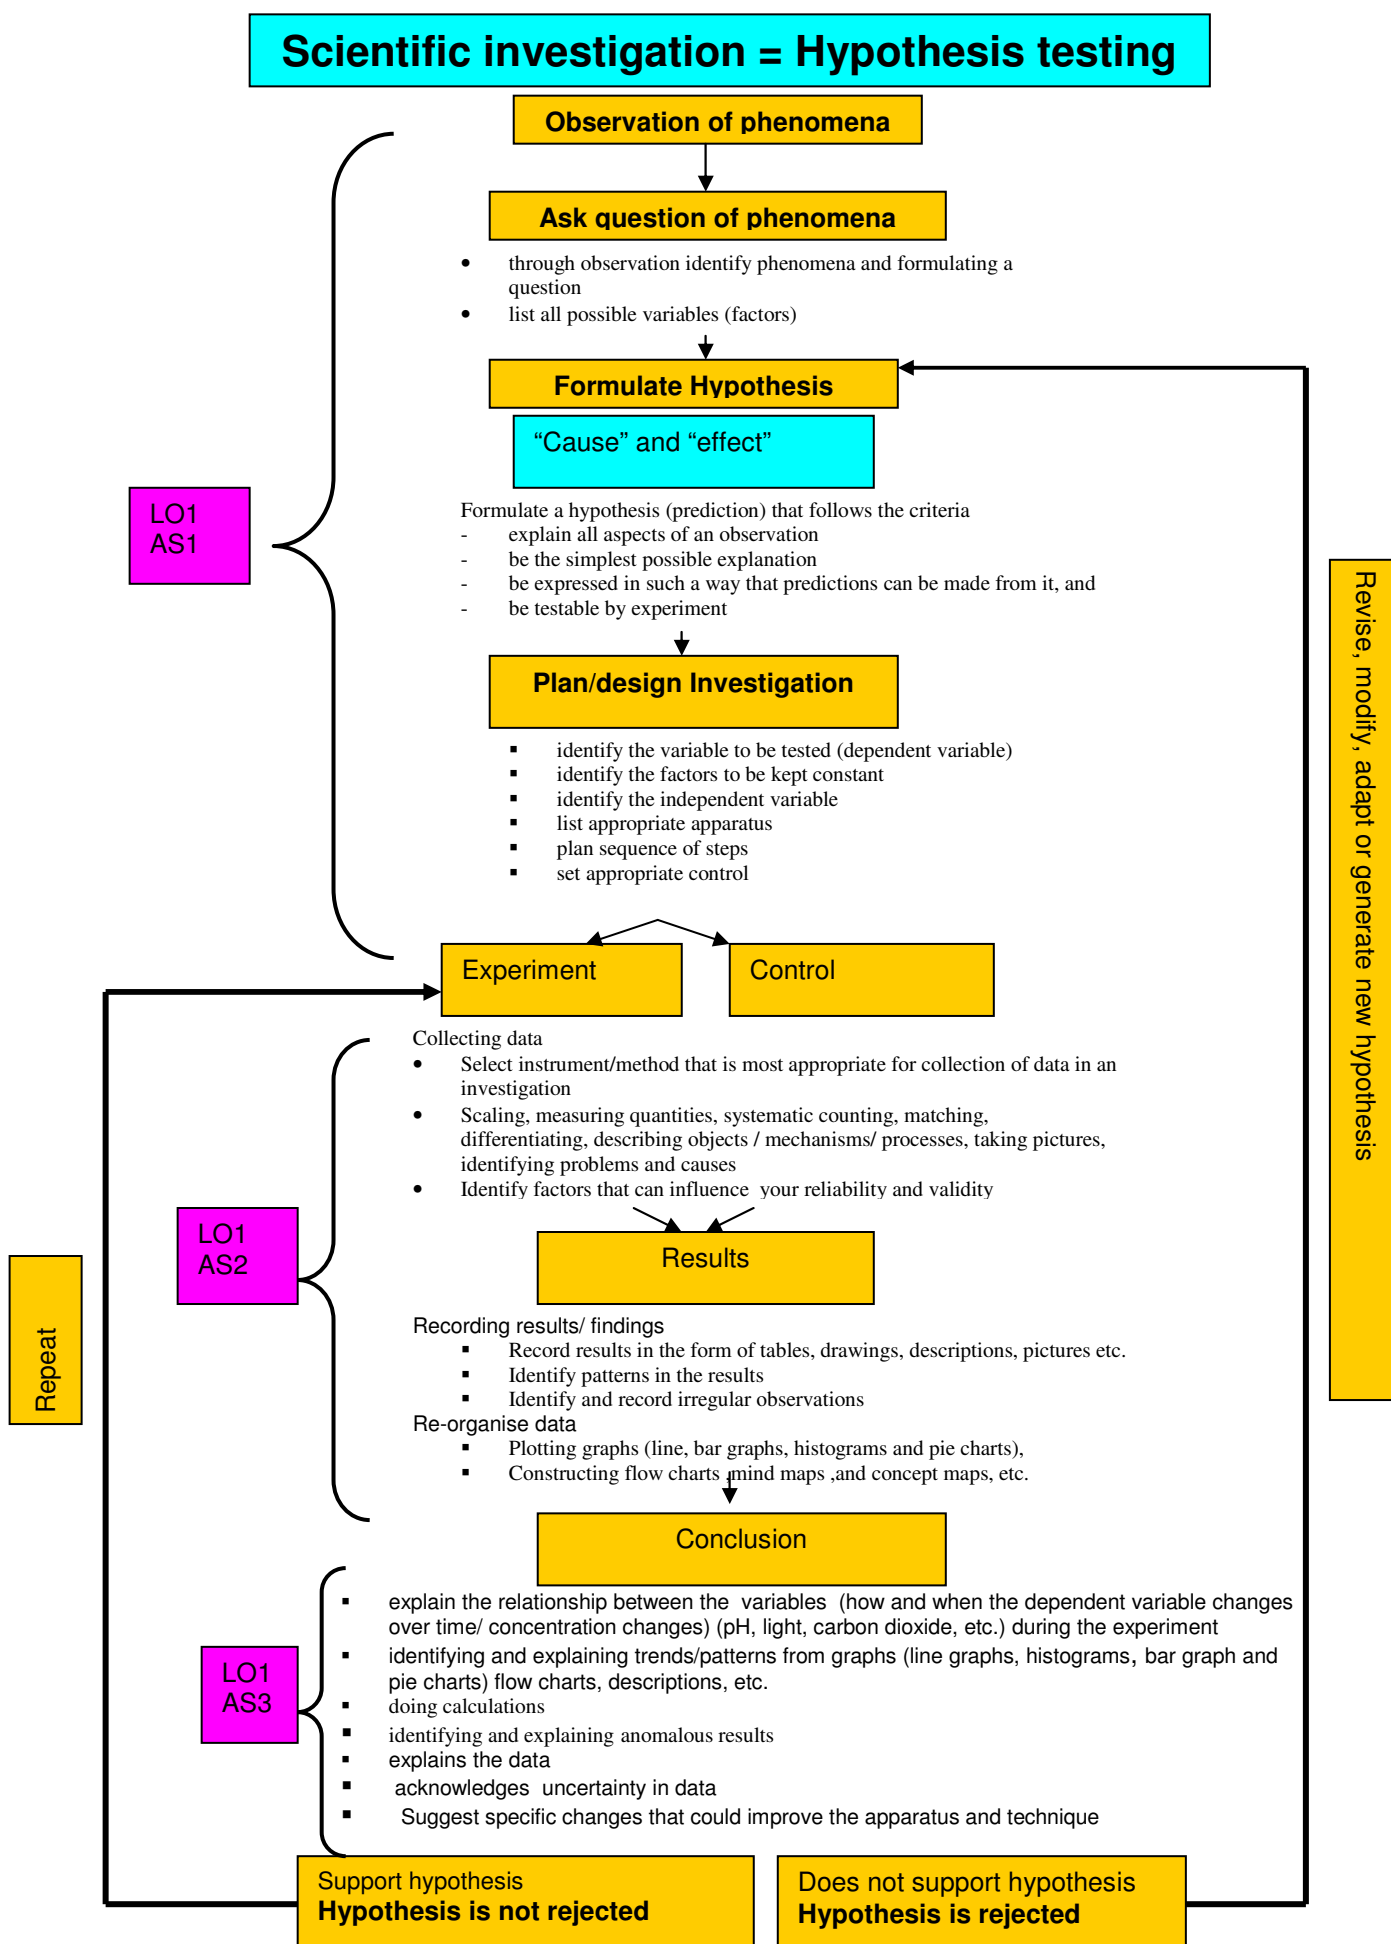 Scientific investigation = Hypothesis testing
Observation of phenomena
Ask question of phenomena
• through observation identify phenomena and formulating a
question
• list all possible variables (factors)
Formulate Hypothesis
“Cause” and “effect”
LO1
AS1
Formulate a hypothesis (prediction) that follows the criteria
- explain all aspects of an observation
- be the simplest possible explanation
- be expressed in such a way that predictions can be made from it, and
- be testable by experiment
Plan/design Investigation
▪ identify the variable to be tested (dependent variable)
▪ identify the factors to be kept constant
▪ identify the independent variable
▪ list appropriate apparatus
▪ plan sequence of steps
▪ set appropriate control
Revise, modify, adapt or generate new hypothesis
Experiment
Control
Collecting data
• Select instrument/method that is most appropriate for collection of data in an
investigation
• Scaling, measuring quantities, systematic counting, matching,
differentiating, describing objects / mechanisms/ processes, taking pictures,
identifying problems and causes
• Identify factors that can influence your reliability and validity
LO1
AS2
Results
Repeat
Recording results/ findings
▪ Record results in the form of tables, drawings, descriptions, pictures etc.
▪ Identify patterns in the results
▪ Identify and record irregular observations
Re-organise data
▪ Plotting graphs (line, bar graphs, histograms and pie charts),
▪ Constructing flow charts ,mind maps ,and concept maps, etc.
Conclusion
▪ explain the relationship between the variables (how and when the dependent variable changes
over time/ concentration changes) (pH, light, carbon dioxide, etc.) during the experiment
▪ identifying and explaining trends/patterns from graphs (line graphs, histograms, bar graph and
pie charts) flow charts, descriptions, etc.
▪ doing calculations
▪ identifying and explaining anomalous results
▪ explains the data
▪ acknowledges uncertainty in data
▪ Suggest specific changes that could improve the apparatus and technique
LO1
AS3
Support hypothesis
Hypothesis is not rejected
Does not support hypothesis
Hypothesis is rejected